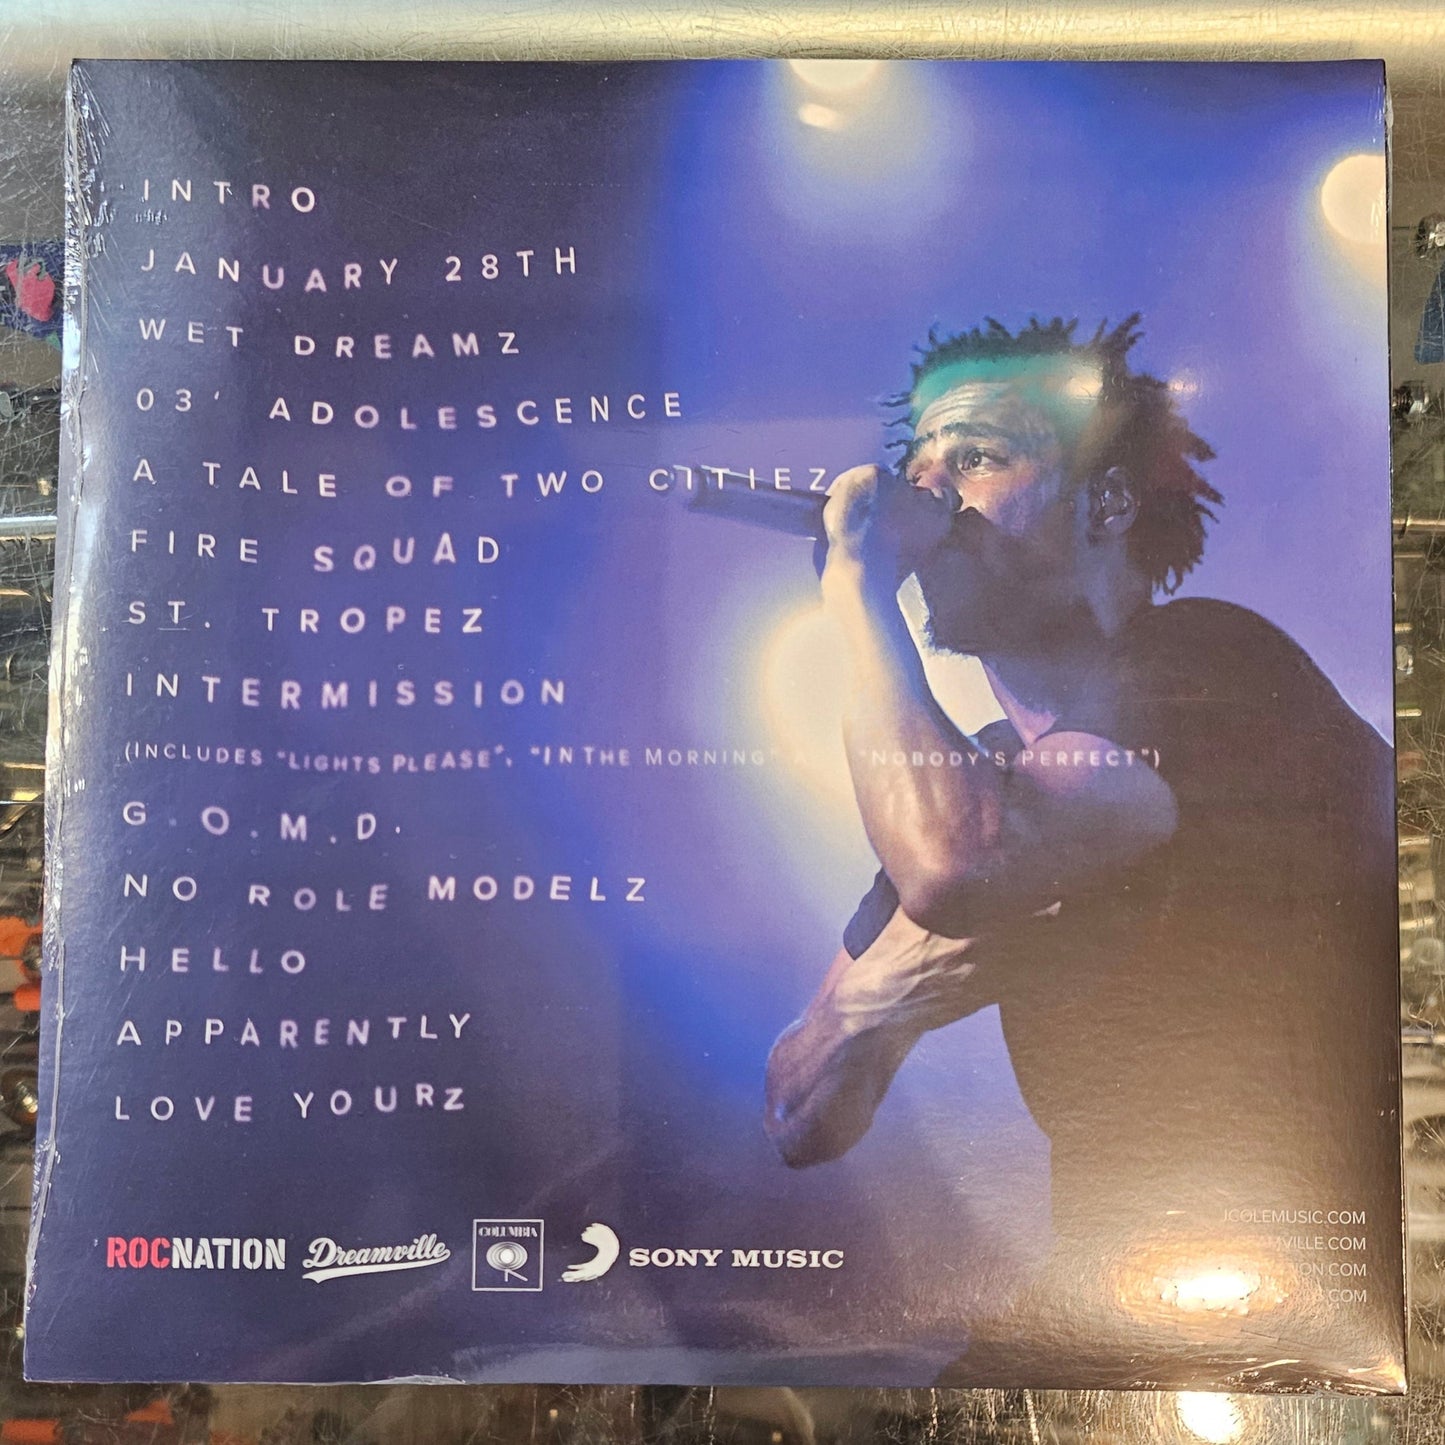 INTRO
JANUARY 28TH
WET DREAMZ
03' ADOLESCENCE
A TALE OF TWO CITIEZ
FIRE SQUAD
ST. TROPEZ
INTERMISSION
(INCLUDES "LIGHTS PLEASE", "IN THE MORNING" "NOBODY'S PERFECT")
G.O.M.D.
NO ROLE MODELZ
HELLO
APPARENTLY
LOVE YOURZ
ROCNATION
Dreamville
COLUMBIA
SONY MUSIC
JCOLEMUSIC.COM